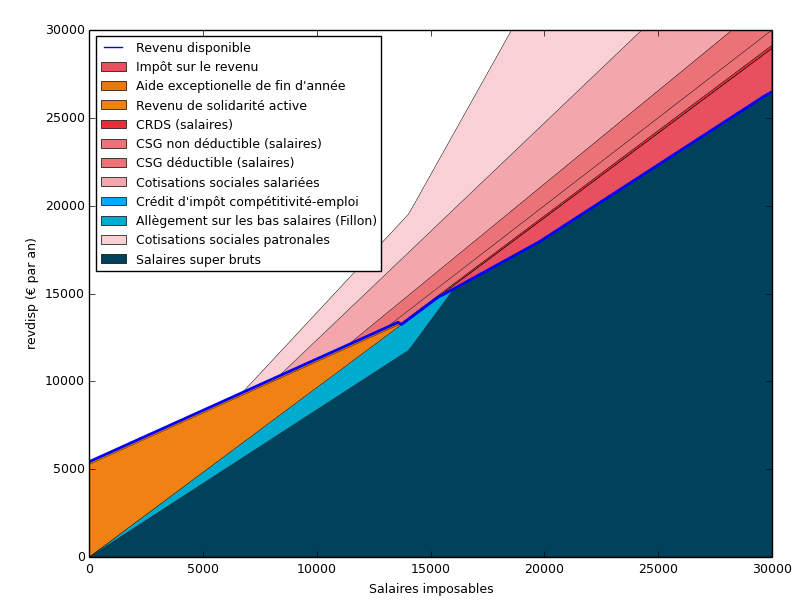 30000
25000
20000
15000
10000
5000
0
revdisp (€ par an)
Revenu disponible
Impôt sur le revenu
Aide exceptionelle de fin d'année
Revenu de solidarité active
CRDS (salaires)
CSG non déductible (salaires)
CSG déductible (salaires)
Cotisations sociales salariées
Crédit d'impôt compétivité-emploi
Allègement sur les bas salaires (Fillon)
Cotisations sociales patronales
Salaires super bruts
0
5000
10000
15000
20000
25000
30000
Salaires imposables